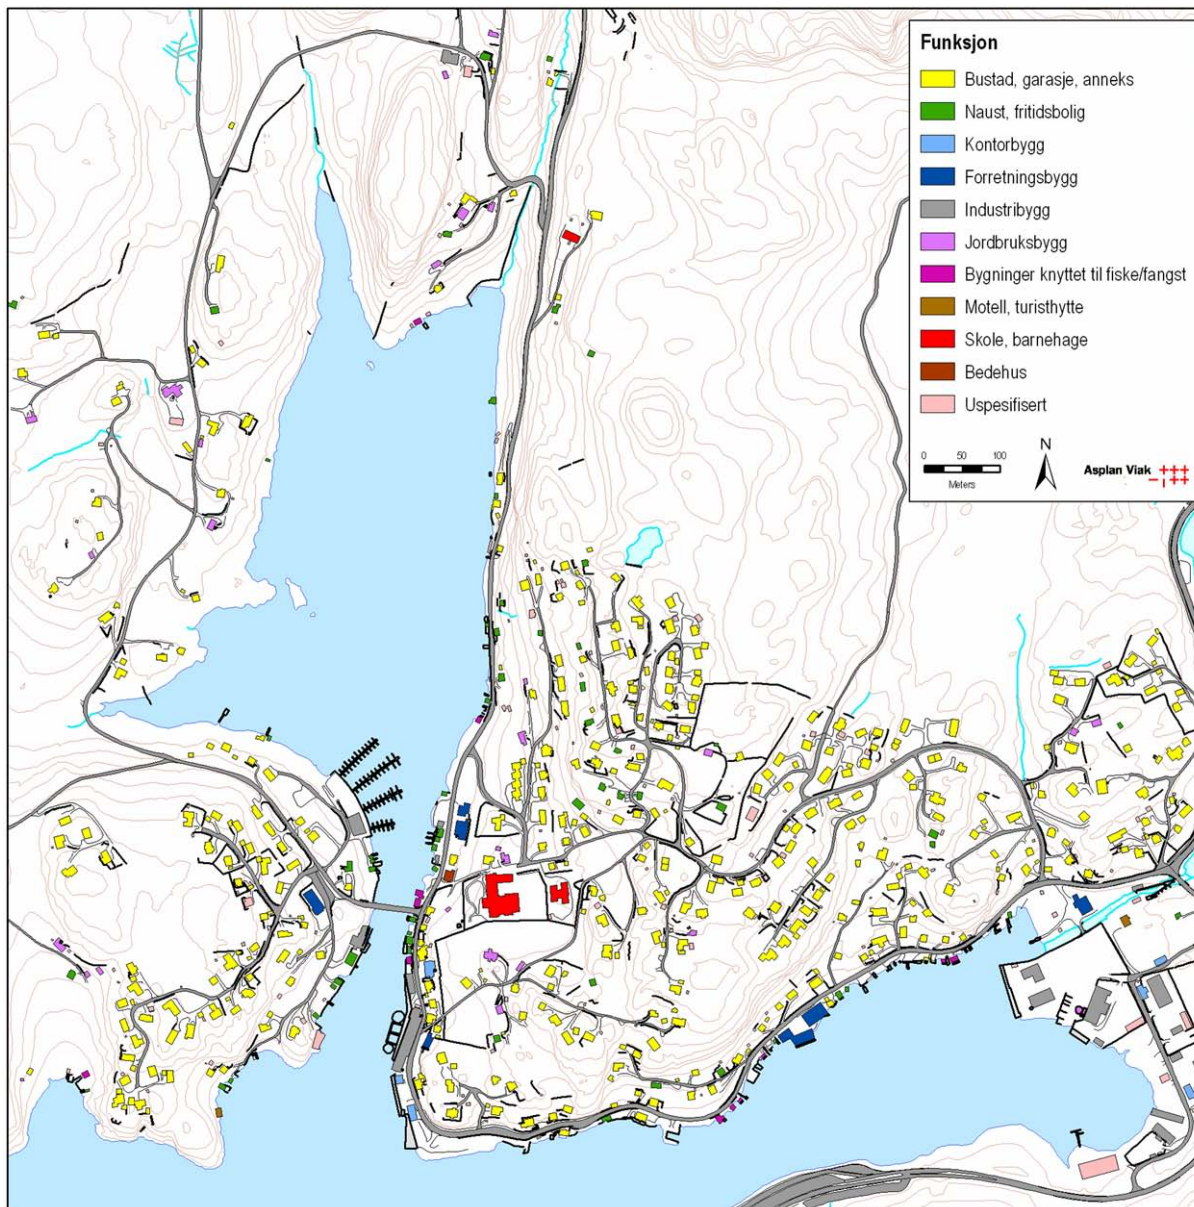 Funksjon
Bustad, garasje, anneks
Naust, fritidsbolig
Kontorbygg
Forretningsbygg
Industribygg
Jordbruksbygg
Bygninger knyttet til fiske/fangst
Motell, turisthytte
Skole, barnehage
Bedehus
Uspesifisert
N
0 50 100
Meters
Asplan Viak